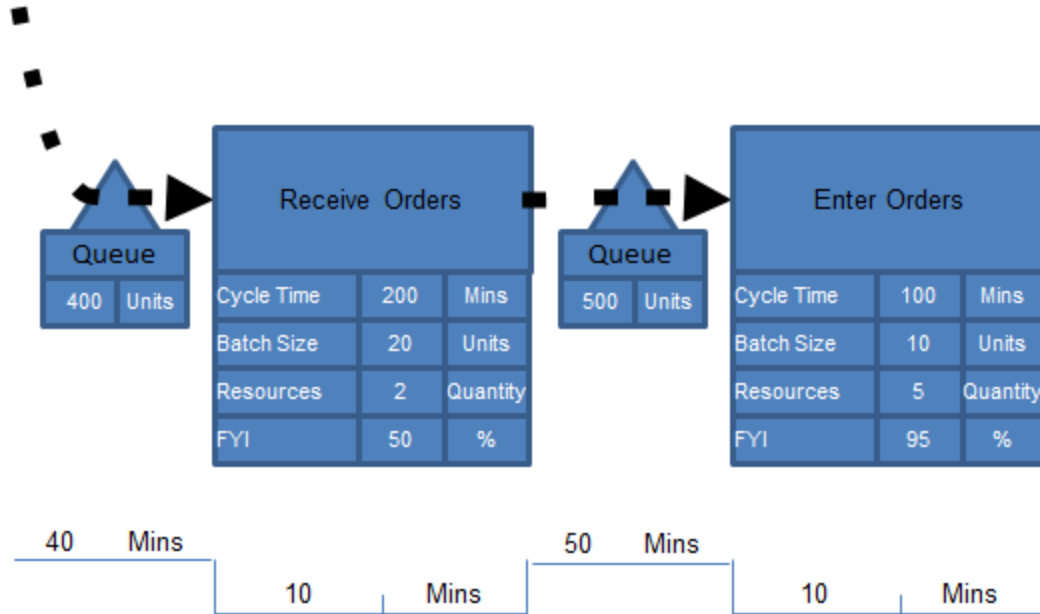 Receive Orders
Enter Orders
Queue
400 Units
Cycle Time 200 Mins
Batch Size 20 Units
Resources 2 Quantity
FYI 50 %
Queue
500 Units
Cycle Time 100 Mins
Batch Size 10 Units
Resources 5 Quantity
FYI 95 %
40 Mins
50 Mins
10 Mins
10 Mins